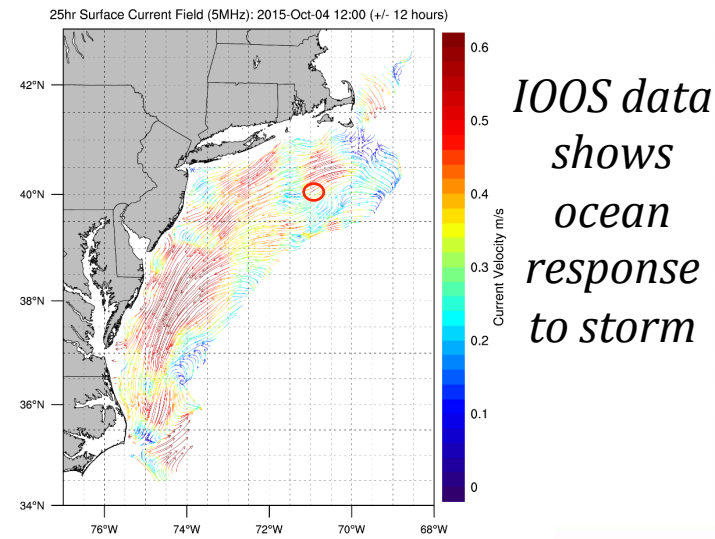 25hr Surface Current Field (5MHz): 2015-Oct-04 12:00 (+/- 12 hours)
42°N
40°N
38°N
36°N
34°N
76°W
74°W
72°W
70°W
68°W
0.6
0.5
0.4
0.3
0.2
0.1
0
Current Velocity m/s
IOOS data
shows
ocean
response
to storm